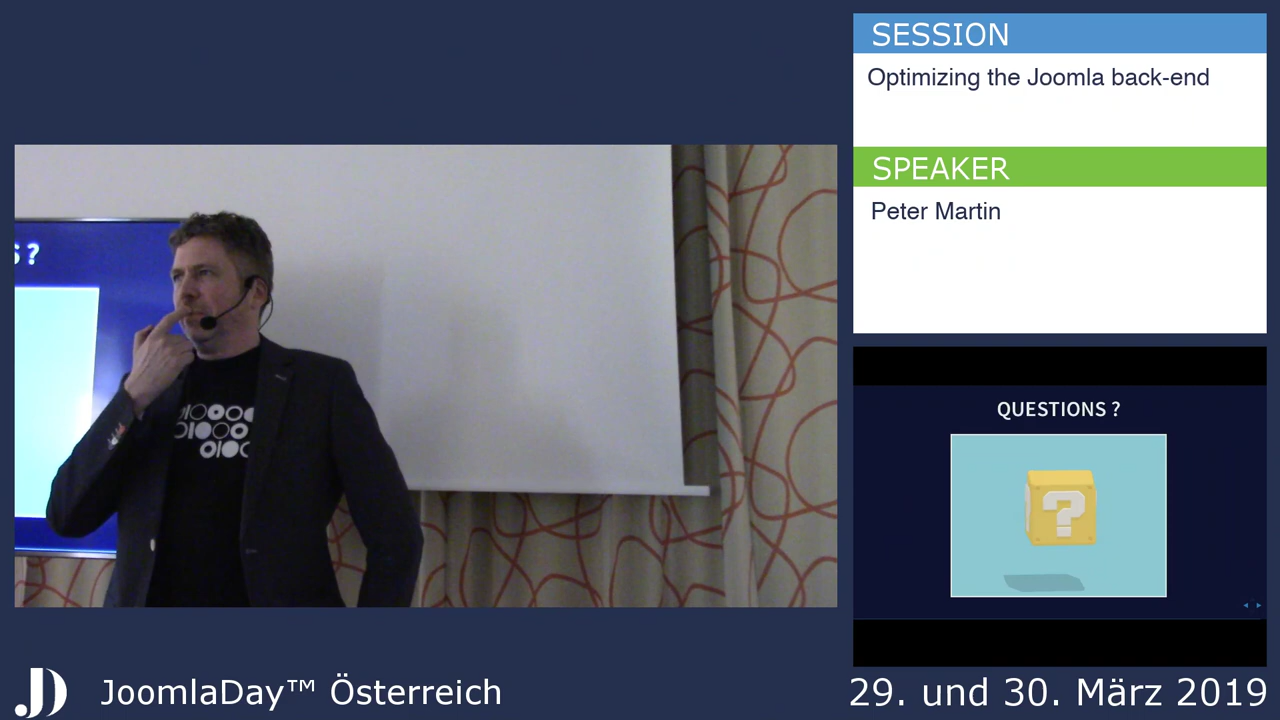 SESSION
Optimizing the Joomla back-end
SPEAKER
Peter Martin
S ?
QUESTIONS ?
?
JoomlaDay™ Österreich
29. und 30. März 2019